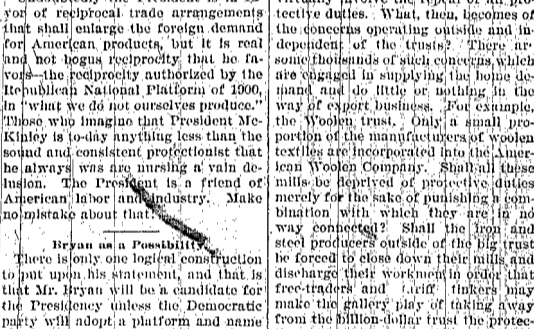 vor of reciprocal trade arrangements
that shall enlarge the foreign demand
for American products, but it is real
and not bogus reciprocity that he fa-
vors—the reciprocity authorized by the
Republican National Platform of 1900,
in "what we do not ourselves produce."
Those who imagine that President Mc-
Kinley is to-day anything less than the
sound and consistent protectionist that
he always was are nursing a vain de-
lusion. The President is a friend of
American labor and industry. Make
no mistake about that!
Bryan as a Possibility.
There is only one logical construction
to put upon his statement, and that is
that Mr. Bryan will be a candidate for
the Presidency unless the Democratic
party will adopt a platform and name
tective duties. What, then, becomes of
the concerns operating outside and in-
dependent of the trusts? There are
some thousands of such concerns, which
are engaged in supplying the home de-
mand and do little or nothing in the
way of export business. For example,
the Woolen trust. Only a small pro-
portion of the manufacturers of woolen
textiles are incorporated into the Amer-
ican Woolen Company. Shall all these
mills be deprived of protective duties
merely for the sake of punishing a com-
bination with which they are in no
way connected? Shall the iron and
steel producers outside of the big trust
be forced to close down their mills and
discharge their workmen in order that
free-traders and tariff tinkers may
make the gallery play of taking away
from the billion-dollar trust the protec-